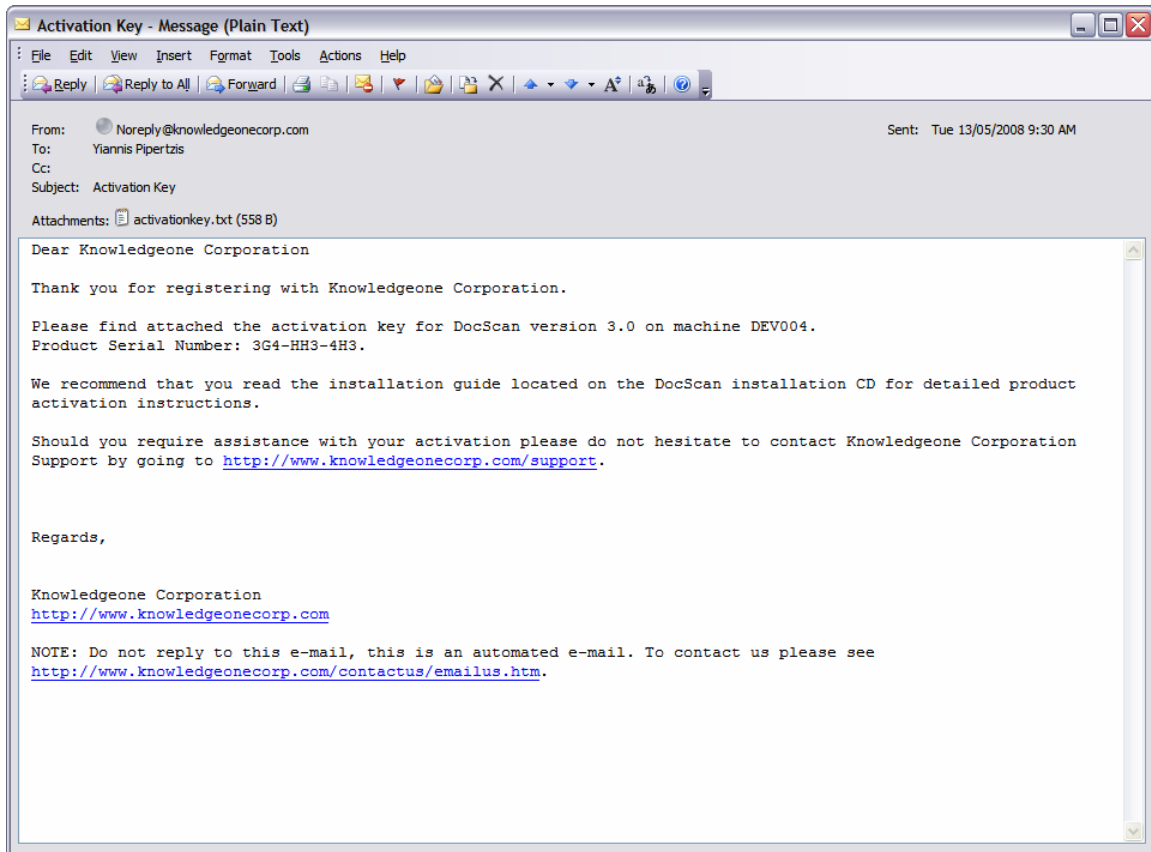 Activation Key - Message (Plain Text)
File Edit View Insert Format Tools Actions Help
Reply Reply to All Forward
From: Noreply@knowledgeonecorp.com Sent: Tue 13/05/2008 9:30 AM
To: Yiannis Pipertzis
Cc:
Subject: Activation Key
Attachments: activationkey.txt (558 B)
Dear Knowledgeone Corporation
Thank you for registering with Knowledgeone Corporation.
Please find attached the activation key for DocScan version 3.0 on machine DEV004.
Product Serial Number: 3G4-HH3-4H3.
We recommend that you read the installation guide located on the DocScan installation CD for detailed product
activation instructions.
Should you require assistance with your activation please do not hesitate to contact Knowledgeone Corporation
Support by going to http://www.knowledgeonecorp.com/support.
Regards,
Knowledgeone Corporation
http://www.knowledgeonecorp.com
NOTE: Do not reply to this e-mail, this is an automated e-mail. To contact us please see
http://www.knowledgeonecorp.com/contactus/emailus.htm.